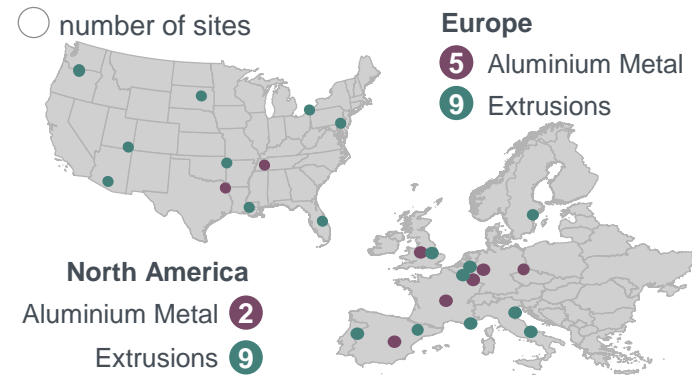 number of sites
Europe
5 Aluminium Metal
9 Extrusions
North America
Aluminium Metal 2
Extrusions 9